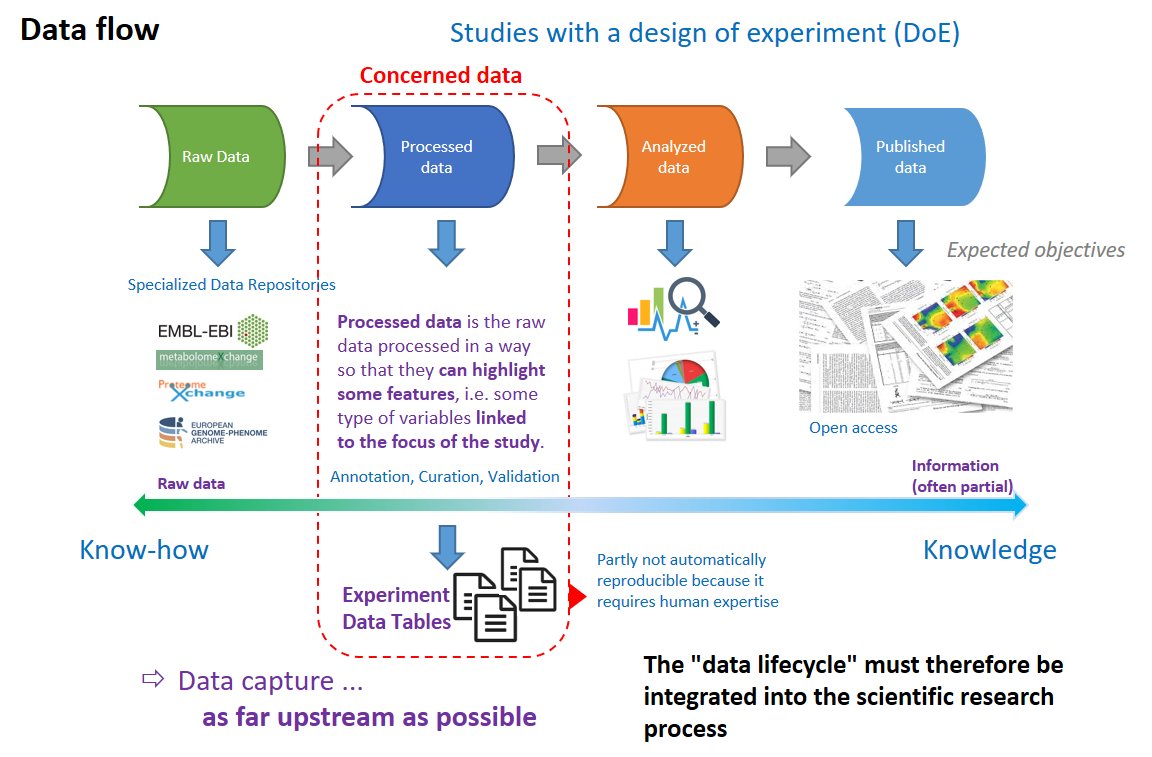 Data flow
Studies with a design of experiment (DoE)
Concerned data
Raw Data
Processed
data
Analyzed
data
Published
data
Expected objectives
Specialized Data Repositories
EMBL-EBI
metabolomeXchange
Proteome
Xchange
EUROPEAN
GENOME-PHENOME
ARCHIVE
Processed data is the raw
data processed in a way
so that they can highlight
some features, i.e. some
type of variables linked
to the focus of the study.
Annotation, Curation, Validation
Open access
Raw data
Information
(often partial)
Know-how
Knowledge
Experiment
Data Tables
Partly not automatically
reproducible because it
requires human expertise
⇨ Data capture ...
as far upstream as possible
The "data lifecycle" must therefore be
integrated into the scientific research
process